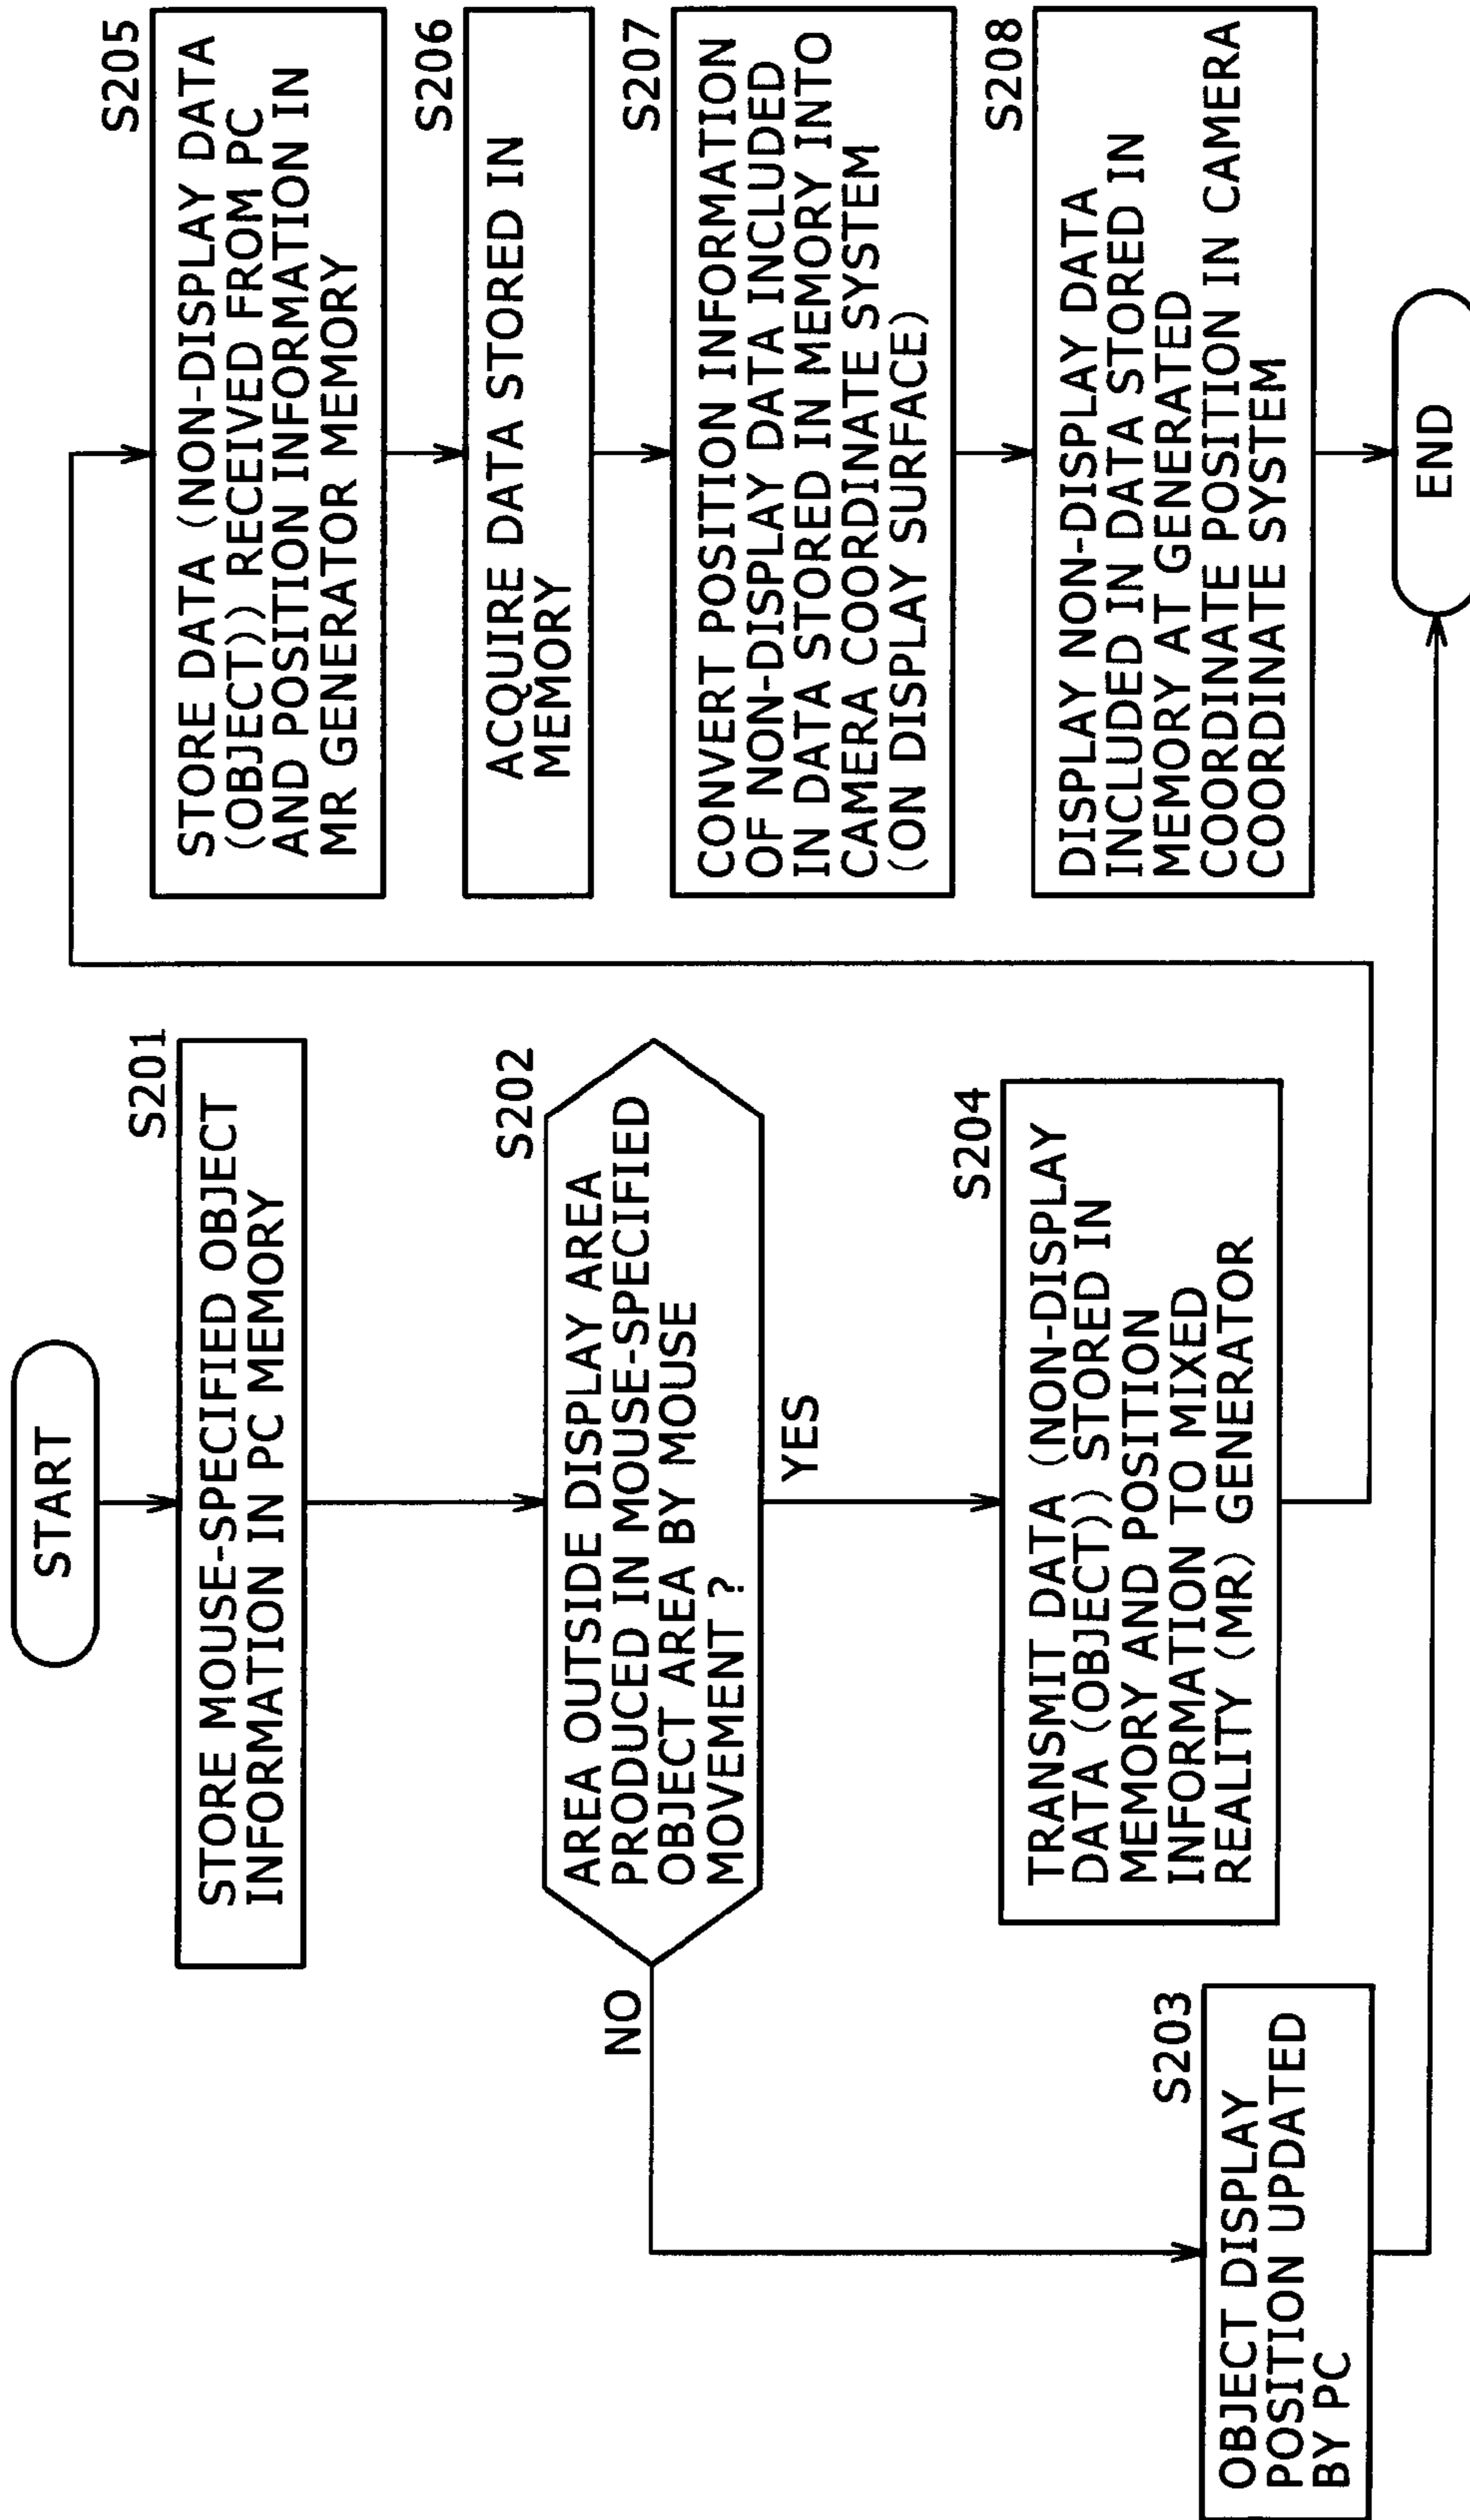 START
S201
STORE MOUSE-SPECIFIED OBJECT
INFORMATION IN PC MEMORY
S202
AREA OUTSIDE DISPLAY AREA
PRODUCED IN MOUSE-SPECIFIED
OBJECT AREA BY MOUSE
MOVEMENT ?
NO
YES
S203
OBJECT DISPLAY
POSITION UPDATED
BY PC
S204
TRANSMIT DATA (NON-DISPLAY
DATA (OBJECT)) STORED IN
MEMORY AND POSITION
INFORMATION TO MIXED
REALITY (MR) GENERATOR
S205
STORE DATA (NON-DISPLAY DATA
(OBJECT)) RECEIVED FROM PC
AND POSITION INFORMATION IN
MR GENERATOR MEMORY
S206
ACQUIRE DATA STORED IN
MEMORY
S207
CONVERT POSITION INFORMATION
OF NON-DISPLAY DATA INCLUDED
IN DATA STORED IN MEMORY INTO
CAMERA COORDINATE SYSTEM
(ON DISPLAY SURFACE)
S208
DISPLAY NON-DISPLAY DATA
INCLUDED IN DATA STORED IN
MEMORY AT GENERATED
COORDINATE POSITION IN CAMERA
COORDINATE SYSTEM
END